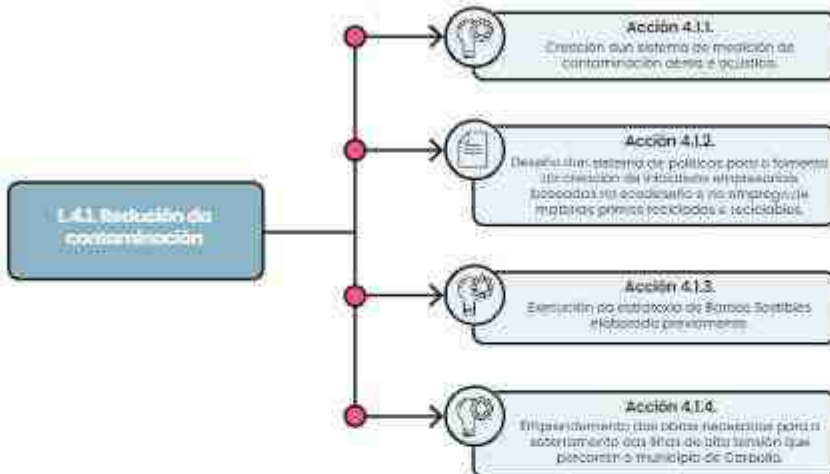 L.4.1. Redución da
contaminación
Acción 4.1.1.
Creación dun sistema de medición de
contaminación aérea e acústica.
Acción 4.1.2.
Deseño dun sistema de políticas para o fomento
da creación de iniciativas empresariais
baseadas no ecodeseño e no emprego de
materias primas recicladas e reciclables.
Acción 4.1.3.
Execución da estratexia de Barrios Sostibles
elaborada previamente.
Acción 4.1.4.
Emprendemento das obras necesarias para o
soterramento das liñas de alta tensión que
percorren o municipio de Carballo.